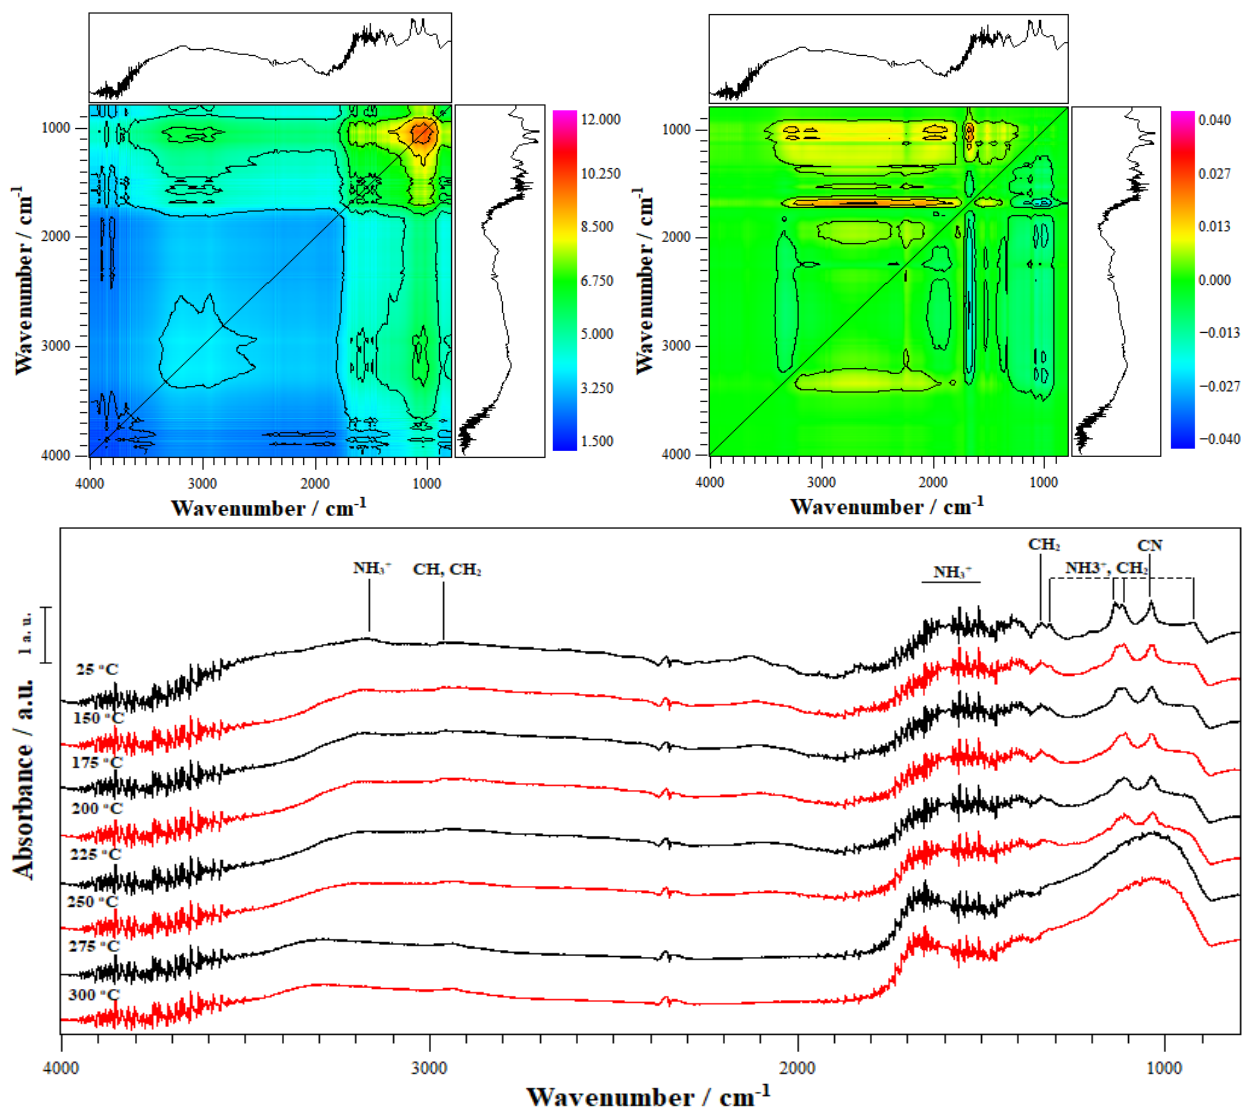 1000
2000
3000
4000
Wavenumber / cm-1
4000
3000
2000
1000
Wavenumber / cm-1
12.000
10.250
8.500
6.750
5.000
3.250
1.500
1000
2000
3000
4000
Wavenumber / cm-1
4000
3000
2000
1000
Wavenumber / cm-1
0.040
0.027
0.013
0.000
−0.013
−0.027
−0.040
NH3+
CH, CH2
NH3+
CH2
CN
NH3+, CH2
1 a. u.
25 °C
150 °C
175 °C
200 °C
225 °C
250 °C
275 °C
300 °C
Absorbance / a.u.
4000
3000
2000
1000
Wavenumber / cm-1